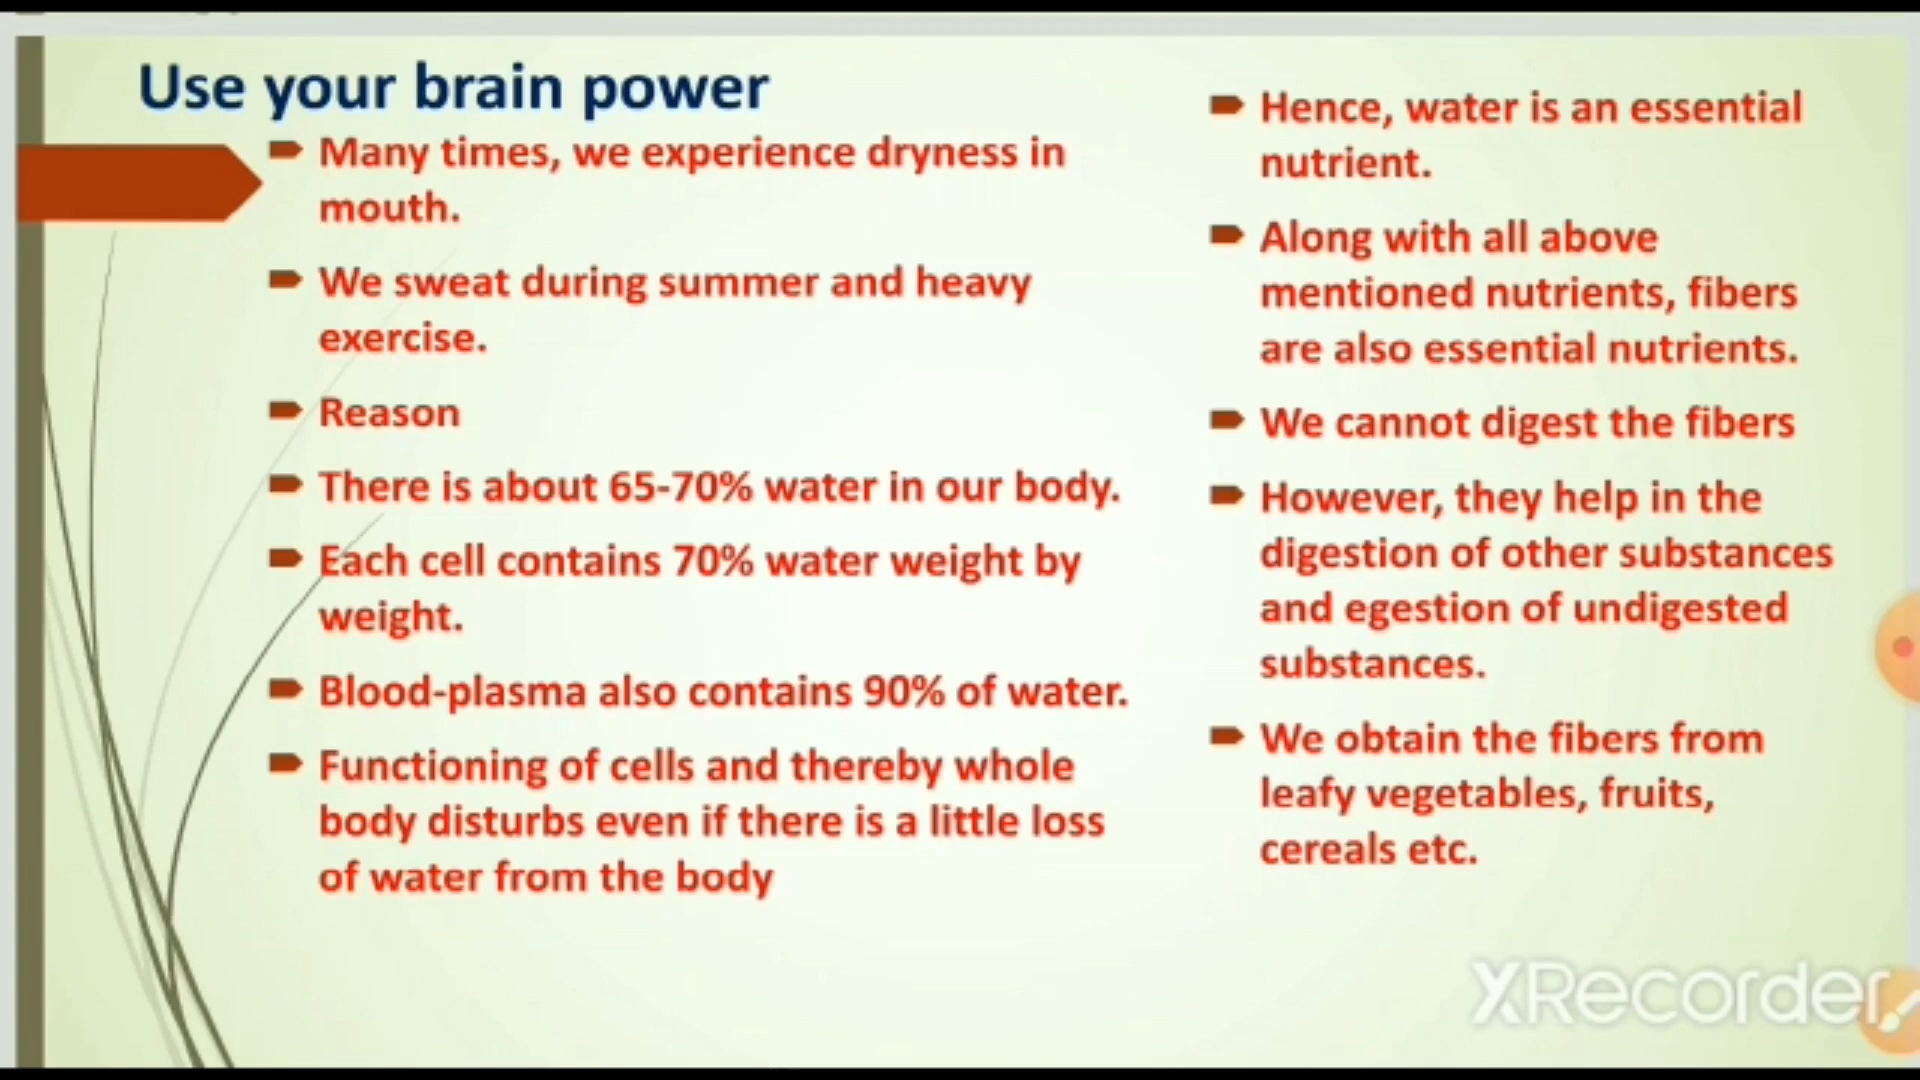 Use your brain power
Many times, we experience dryness in
mouth.
We sweat during summer and heavy
exercise.
Reason
There is about 65-70% water in our body.
Each cell contains 70% water weight by
weight.
Blood-plasma also contains 90% of water.
Functioning of cells and thereby whole
body disturbs even if there is a little loss
of water from the body
Hence, water is an essential
nutrient.
Along with all above
mentioned nutrients, fibers
are also essential nutrients.
We cannot digest the fibers
However, they help in the
digestion of other substances
and egestion of undigested
substances.
We obtain the fibers from
leafy vegetables, fruits,
cereals etc.
XRecorder